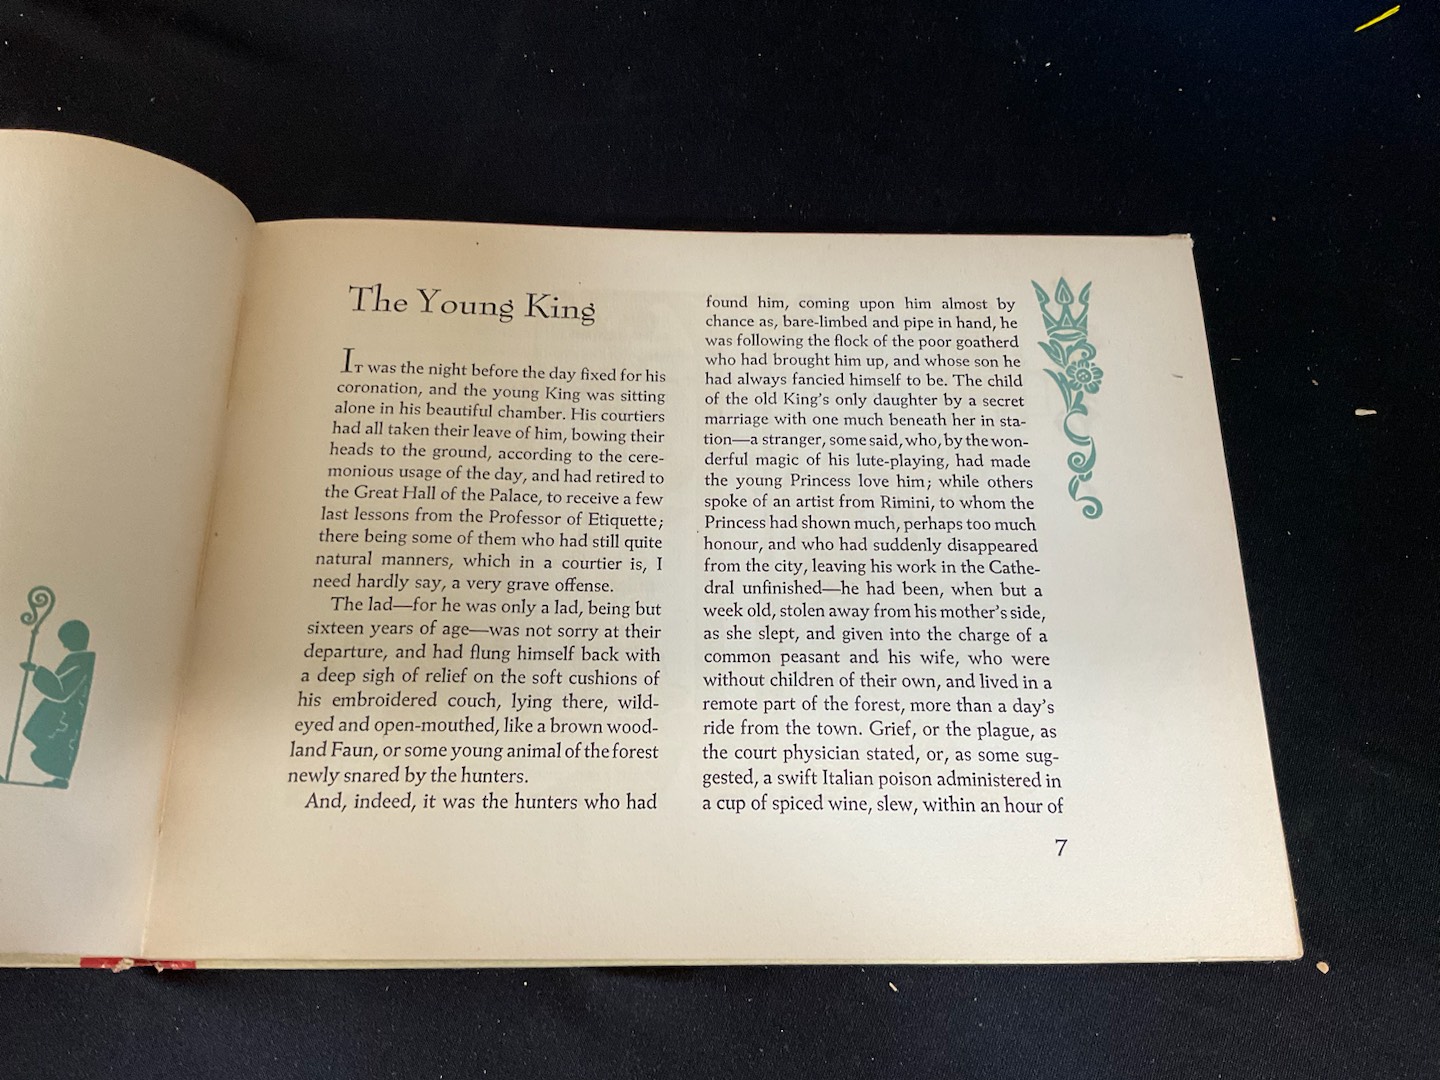 The Young King
IT was the night before the day fixed for his
coronation, and the young King was sitting
alone in his beautiful chamber. His courtiers
had all taken their leave of him, bowing their
heads to the ground, according to the cere-
monious usage of the day, and had retired to
the Great Hall of the Palace, to receive a few
last lessons from the Professor of Etiquette;
there being some of them who had still quite
natural manners, which in a courtier is, I
need hardly say, a very grave offense.
The lad—for he was only a lad, being but
sixteen years of age—was not sorry at their
departure, and had flung himself back with
a deep sigh of relief on the soft cushions of
his embroidered couch, lying there, wild-
eyed and open-mouthed, like a brown wood-
land Faun, or some young animal of the forest
newly snared by the hunters.
And, indeed, it was the hunters who had
found him, coming upon him almost by
chance as, bare-limbed and pipe in hand, he
was following the flock of the poor goatherd
who had brought him up, and whose son he
had always fancied himself to be. The child
of the old King's only daughter by a secret
marriage with one much beneath her in sta-
tion—a stranger, some said, who, by the won-
derful magic of his lute-playing, had made
the young Princess love him; while others
spoke of an artist from Rimini, to whom the
Princess had shown much, perhaps too much
honour, and who had suddenly disappeared
from the city, leaving his work in the Cathe-
dral unfinished—he had been, when but a
week old, stolen away from his mother's side,
as she slept, and given into the charge of a
common peasant and his wife, who were
without children of their own, and lived in a
remote part of the forest, more than a day's
ride from the town. Grief, or the plague, as
the court physician stated, or, as some sug-
gested, a swift Italian poison administered in
a cup of spiced wine, slew, within an hour of
7